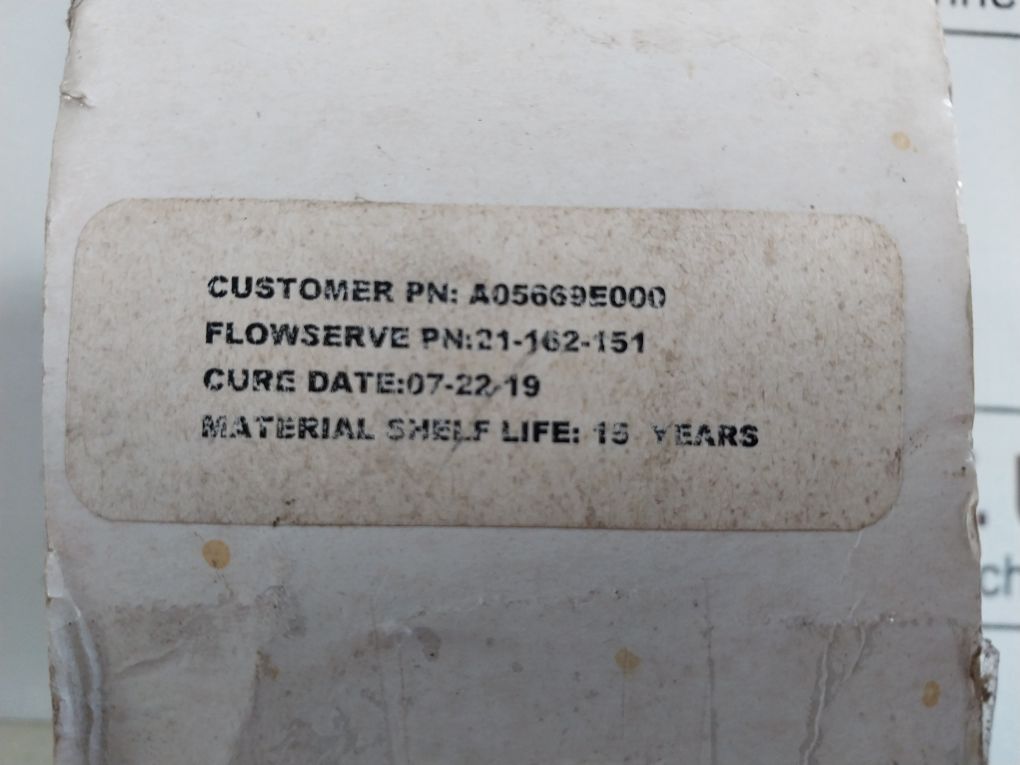 CUSTOMER PN: A05669E000
FLOWSERVE PN:21-162-151
CURE DATE:07-22-19
MATERIAL SHELF LIFE: 15 YEARS